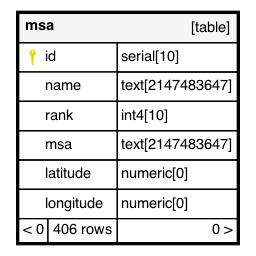 msa [table]
id serial[10]
name text[2147483647]
rank int4[10]
msa text[2147483647]
latitude numeric[0]
longitude numeric[0]
< 0 406 rows 0 >